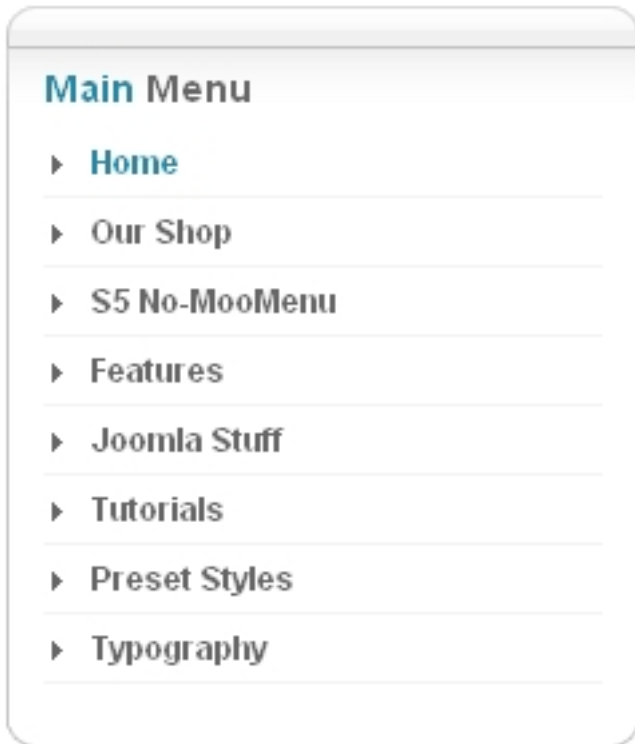 Main Menu
Home
Our Shop
S5 No-MooMenu
Features
Joomla Stuff
Tutorials
Preset Styles
Typography